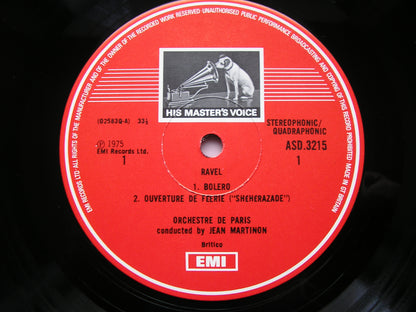 EMI RECORDS LTD ALL RIGHTS OF THE MANUFACTURER AND OF THE OWNER OF THE RECORDED WORK RESERVED UNAUTHORISED PUBLIC PERFORMANCE BROADCASTING AND COPYING OF THIS RECORD PROHIBITED MADE IN GT BRITAIN
HIS MASTER'S VOICE
(O2583Q-A) 33⅓
STEREOPHONIC/
QUADRAPHONIC
Ⓟ 1975
EMI Records Ltd.
ASD.3215
1
1
RAVEL
1. BOLERO
2. OUVERTURE DE FEERIE ("SHEHERAZADE")
ORCHESTRE DE PARIS
conducted by JEAN MARTINON
Britico
EMI